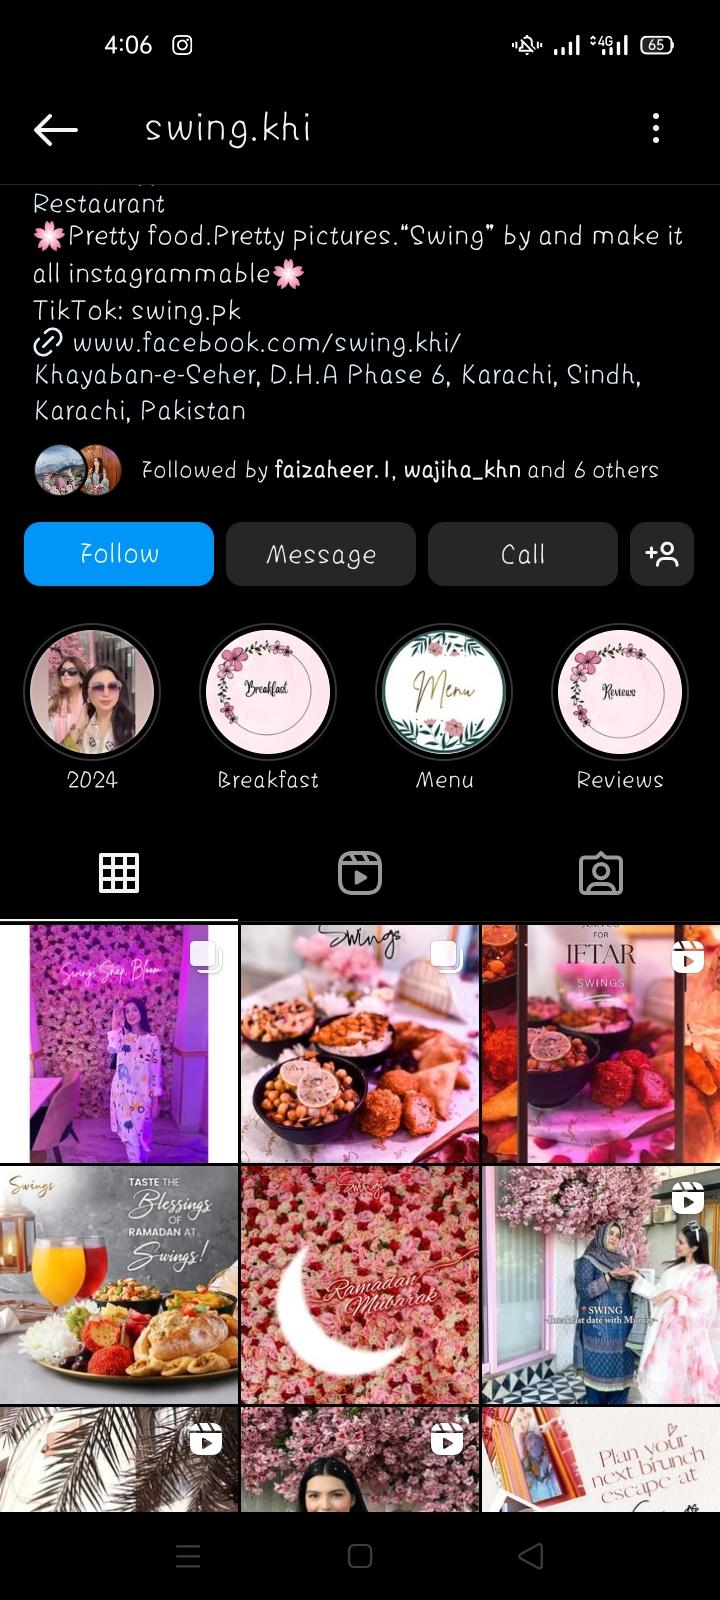 4:06
4G
65
swing.khi
Restaurant
🌸Pretty food.Pretty pictures."Swing" by and make it
all instagrammable🌸
TikTok: swing.pk
www.facebook.com/swing.khi/
Khayaban-e-Seher, D.H.A Phase 6, Karachi, Sindh,
Karachi, Pakistan
Followed by faizaheer.1, wajiha_khn and 6 others
Follow
Message
Call
Breakfast
Menu
Reviews
2024
Breakfast
Menu
Reviews
Swing, Snap, Bloom
Swings
FOR
IFTAR
SWINGS
Swings
TASTE THE
Blessings
OF
RAMADAN AT
Swings!
Swings
Ramadan
Mubarak
SWING
Breakfast date with Mummy
Plan your
next brunch
escape at